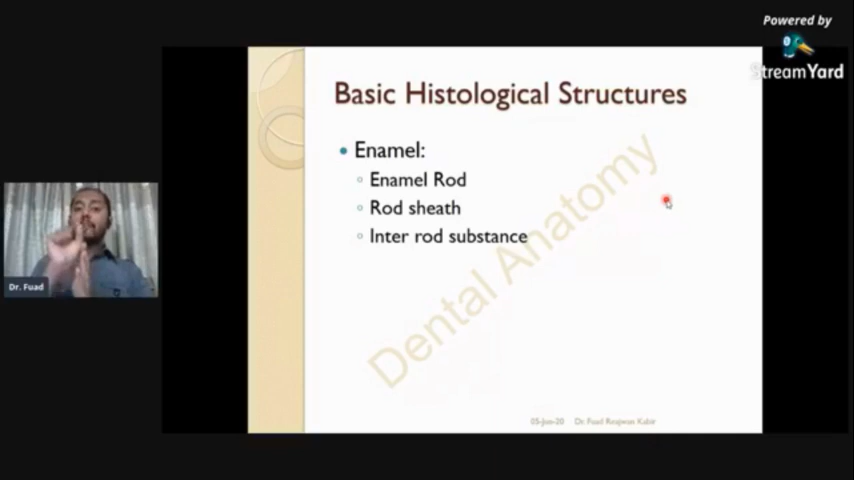 Powered by
StreamYard
Basic Histological Structures
Enamel:
Enamel Rod
Rod sheath
Inter rod substance
Dental Anatomy
Dr. Fuad
05-Jun-20 Dr. Fuad Reajwan Kabir